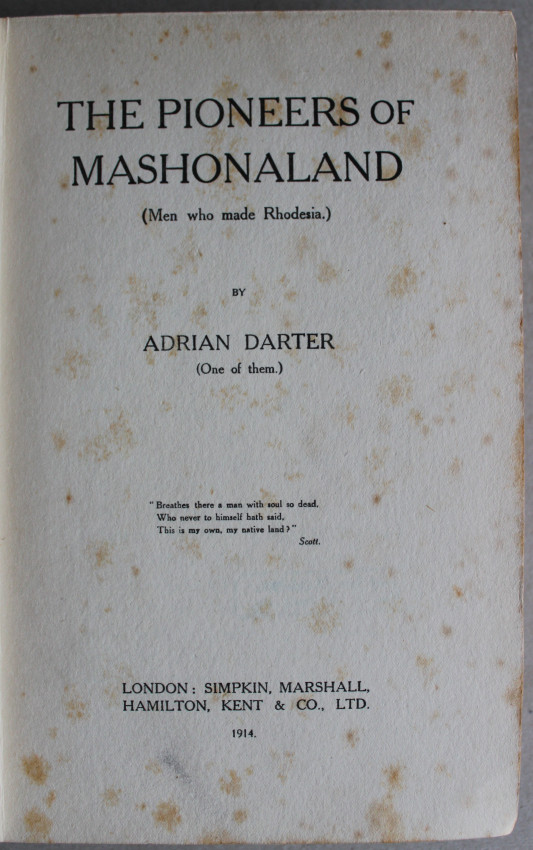 THE PIONEERS OF
MASHONALAND
(Men who made Rhodesia.)
BY
ADRIAN DARTER
(One of them.)
"Breathes there a man with soul so dead,
Who never to himself hath said,
This is my own, my native land?"
Scott.
LONDON: SIMPKIN, MARSHALL,
HAMILTON, KENT & CO., LTD.
1914.